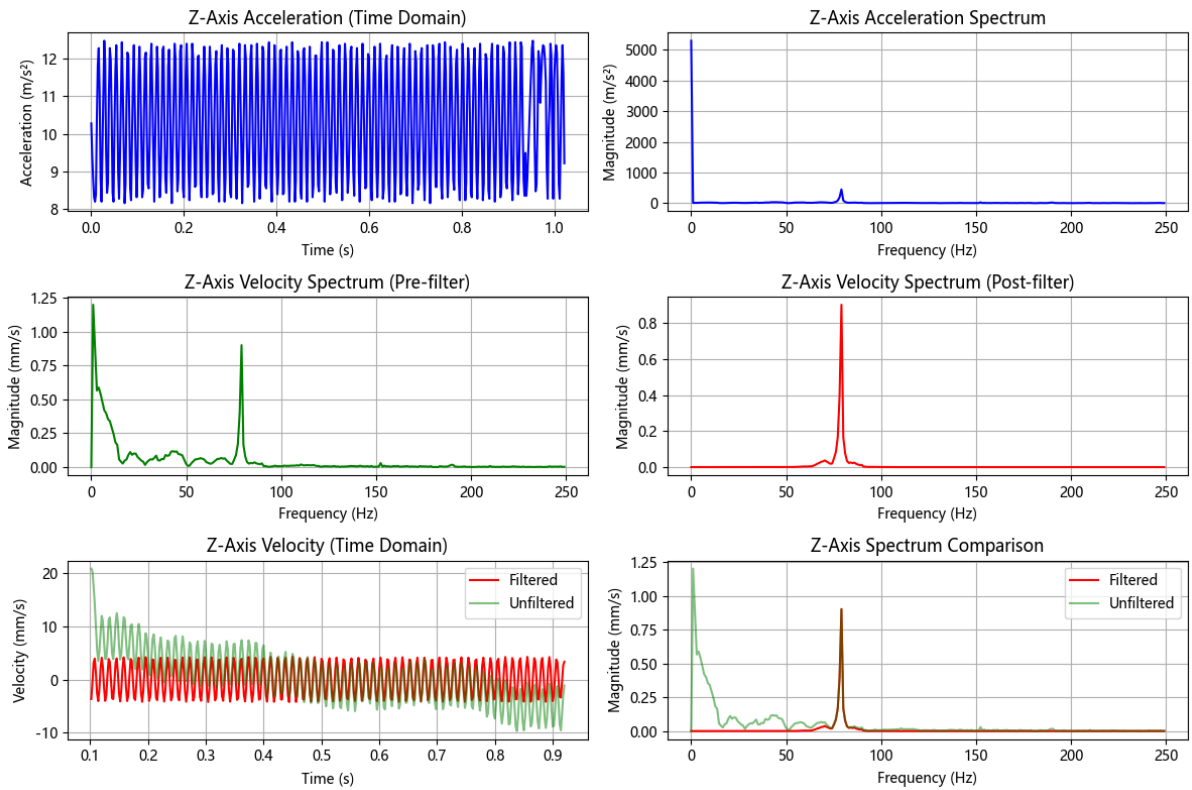 Z-Axis Acceleration (Time Domain)
Acceleration (m/s²)
12
11
10
9
8
0.0 0.2 0.4 0.6 0.8 1.0
Time (s)
Z-Axis Acceleration Spectrum
Magnitude (m/s²)
5000
4000
3000
2000
1000
0
0 50 100 150 200 250
Frequency (Hz)
Z-Axis Velocity Spectrum (Pre-filter)
Magnitude (mm/s)
1.25
1.00
0.75
0.50
0.25
0.00
0 50 100 150 200 250
Frequency (Hz)
Z-Axis Velocity Spectrum (Post-filter)
Magnitude (mm/s)
0.8
0.6
0.4
0.2
0.0
0 50 100 150 200 250
Frequency (Hz)
Z-Axis Velocity (Time Domain)
Velocity (mm/s)
20
10
0
-10
Filtered
Unfiltered
0.1 0.2 0.3 0.4 0.5 0.6 0.7 0.8 0.9
Time (s)
Z-Axis Spectrum Comparison
Magnitude (mm/s)
1.25
1.00
0.75
0.50
0.25
0.00
Filtered
Unfiltered
0 50 100 150 200 250
Frequency (Hz)